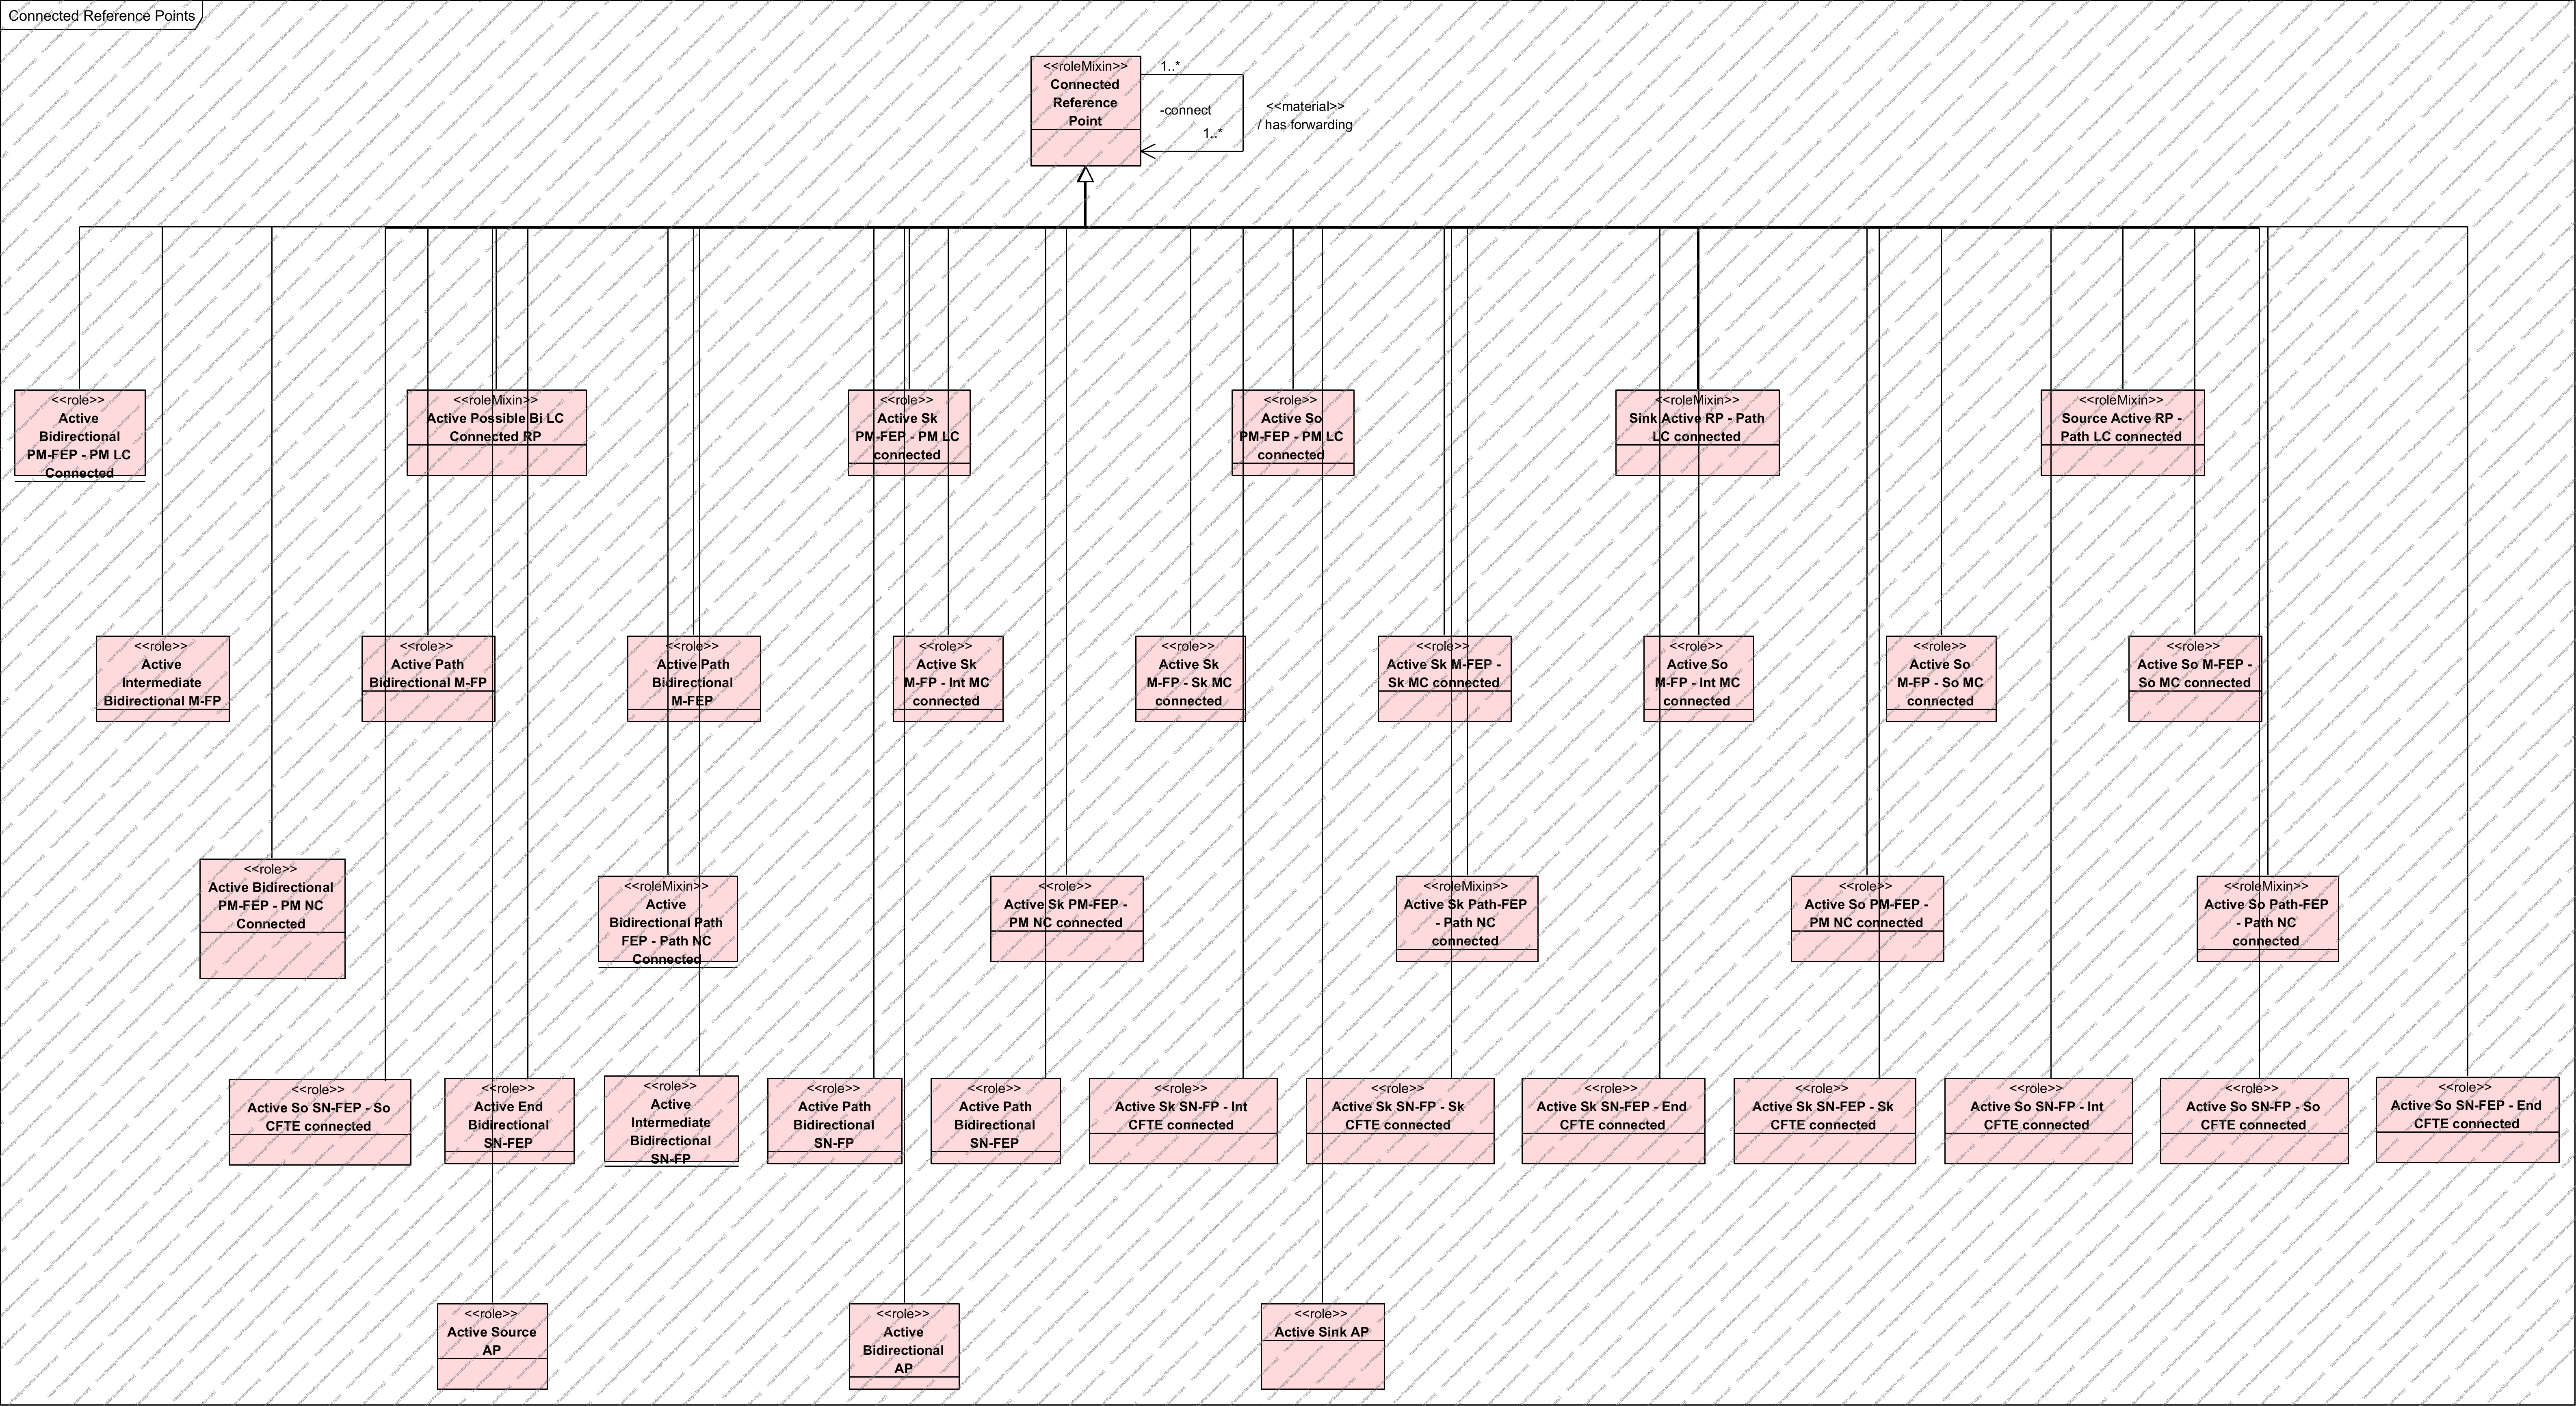 Connected Reference Points
<<roleMixin>>
Connected
Reference
Point
1..*
-connect
1..*
<<material>>
/ has forwarding
<<role>>
Active
Bidirectional
PM-FEP - PM LC
Connected
<<roleMixin>>
Active Possible Bi LC
Connected RP
<<role>>
Active Sk
PM-FEP - PM LC
connected
<<role>>
Active So
PM-FEP - PM LC
connected
<<roleMixin>>
Sink Active RP - Path
LC connected
<<roleMixin>>
Source Active RP -
Path LC connected
<<role>>
Active
Intermediate
Bidirectional M-FP
<<role>>
Active Path
Bidirectional M-FP
<<role>>
Active Path
Bidirectional
M-FEP
<<role>>
Active Sk
M-FP - Int MC
connected
<<role>>
Active Sk
M-FP - Sk MC
connected
<<role>>
Active Sk M-FEP -
Sk MC connected
<<role>>
Active So
M-FP - Int MC
connected
<<role>>
Active So
M-FP - So MC
connected
<<role>>
Active So M-FEP -
So MC connected
<<role>>
Active Bidirectional
PM-FEP - PM NC
Connected
<<roleMixin>>
Active
Bidirectional Path
FEP - Path NC
Connected
<<role>>
Active Sk PM-FEP -
PM NC connected
<<roleMixin>>
Active Sk Path-FEP
- Path NC
connected
<<role>>
Active So PM-FEP -
PM NC connected
<<roleMixin>>
Active So Path-FEP
- Path NC
connected
<<role>>
Active So SN-FEP - So
CFTE connected
<<role>>
Active End
Bidirectional
SN-FEP
<<role>>
Active
Intermediate
Bidirectional
SN-FP
<<role>>
Active Path
Bidirectional
SN-FP
<<role>>
Active Path
Bidirectional
SN-FEP
<<role>>
Active Sk SN-FP - Int
CFTE connected
<<role>>
Active Sk SN-FP - Sk
CFTE connected
<<role>>
Active Sk SN-FEP - End
CFTE connected
<<role>>
Active Sk SN-FEP - Sk
CFTE connected
<<role>>
Active So SN-FP - Int
CFTE connected
<<role>>
Active So SN-FP - So
CFTE connected
<<role>>
Active So SN-FEP - End
CFTE connected
<<role>>
Active Source
AP
<<role>>
Active
Bidirectional
AP
<<role>>
Active Sink AP